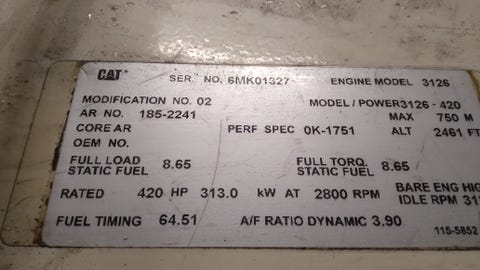 CAT
SER. NO. 6MK01327 ENGINE MODEL 3126
MODIFICATION NO. 02 MODEL / POWER3126 - 420
AR NO. 185-2241 MAX 750 M
CORE AR PERF SPEC 0K-1751 ALT 2461 FT
OEM NO.
FULL LOAD STATIC FUEL 8.65 FULL TORQ. STATIC FUEL 8.65
RATED 420 HP 313.0 kW AT 2800 RPM BARE ENG HIGH
IDLE RPM 311
FUEL TIMING 64.51 A/F RATIO DYNAMIC 3.90
115-5852